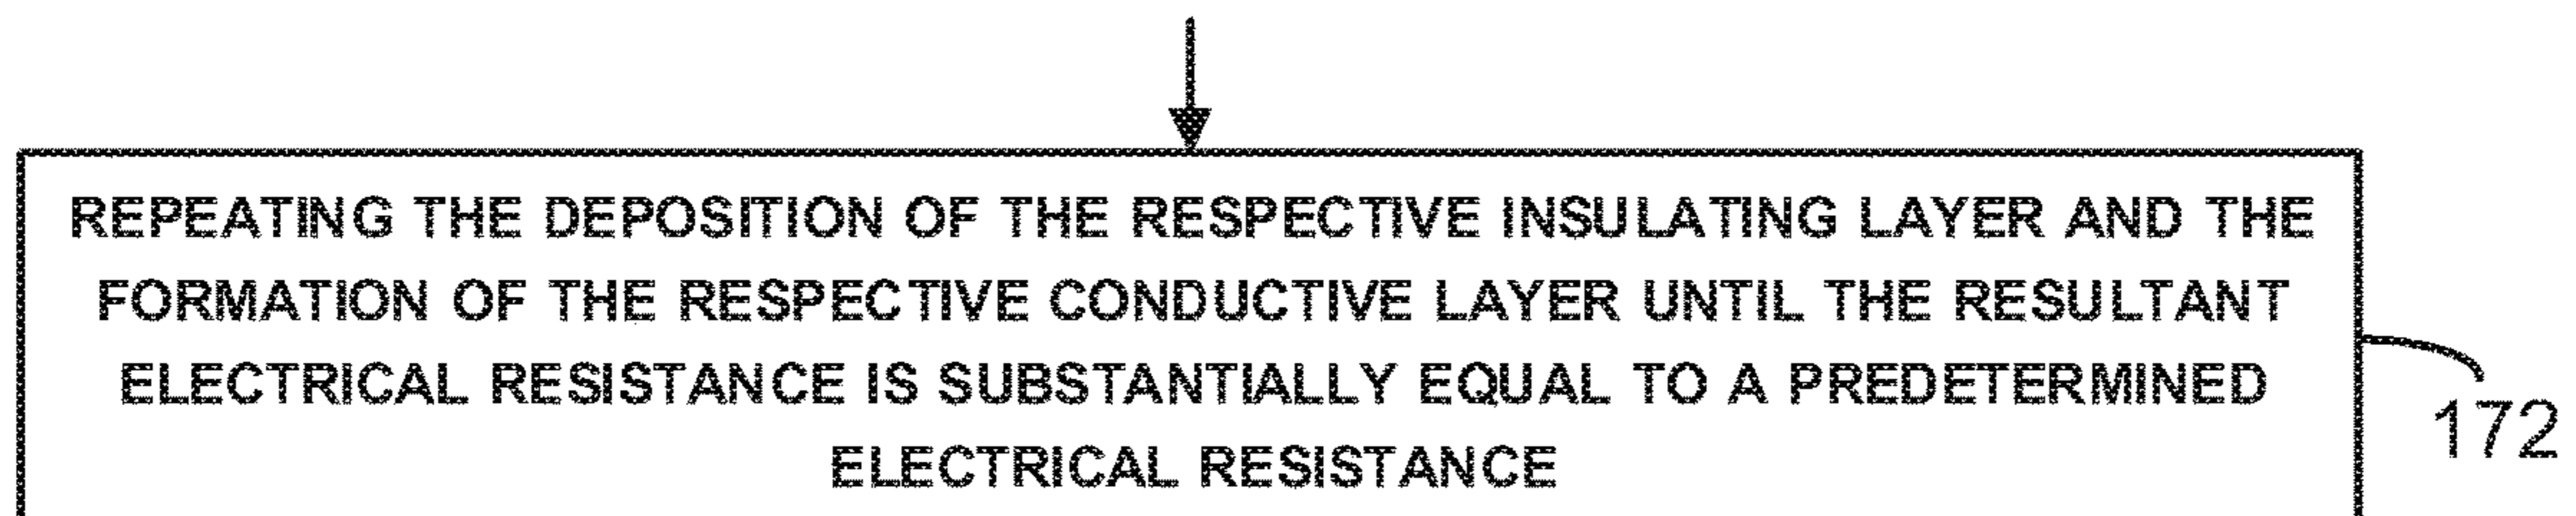 REPEATING THE DEPOSITION OF THE RESPECTIVE INSULATING LAYER AND THE
FORMATION OF THE RESPECTIVE CONDUCTIVE LAYER UNTIL THE RESULTANT
ELECTRICAL RESISTANCE IS SUBSTANTIALLY EQUAL TO A PREDETERMINED
ELECTRICAL RESISTANCE
172